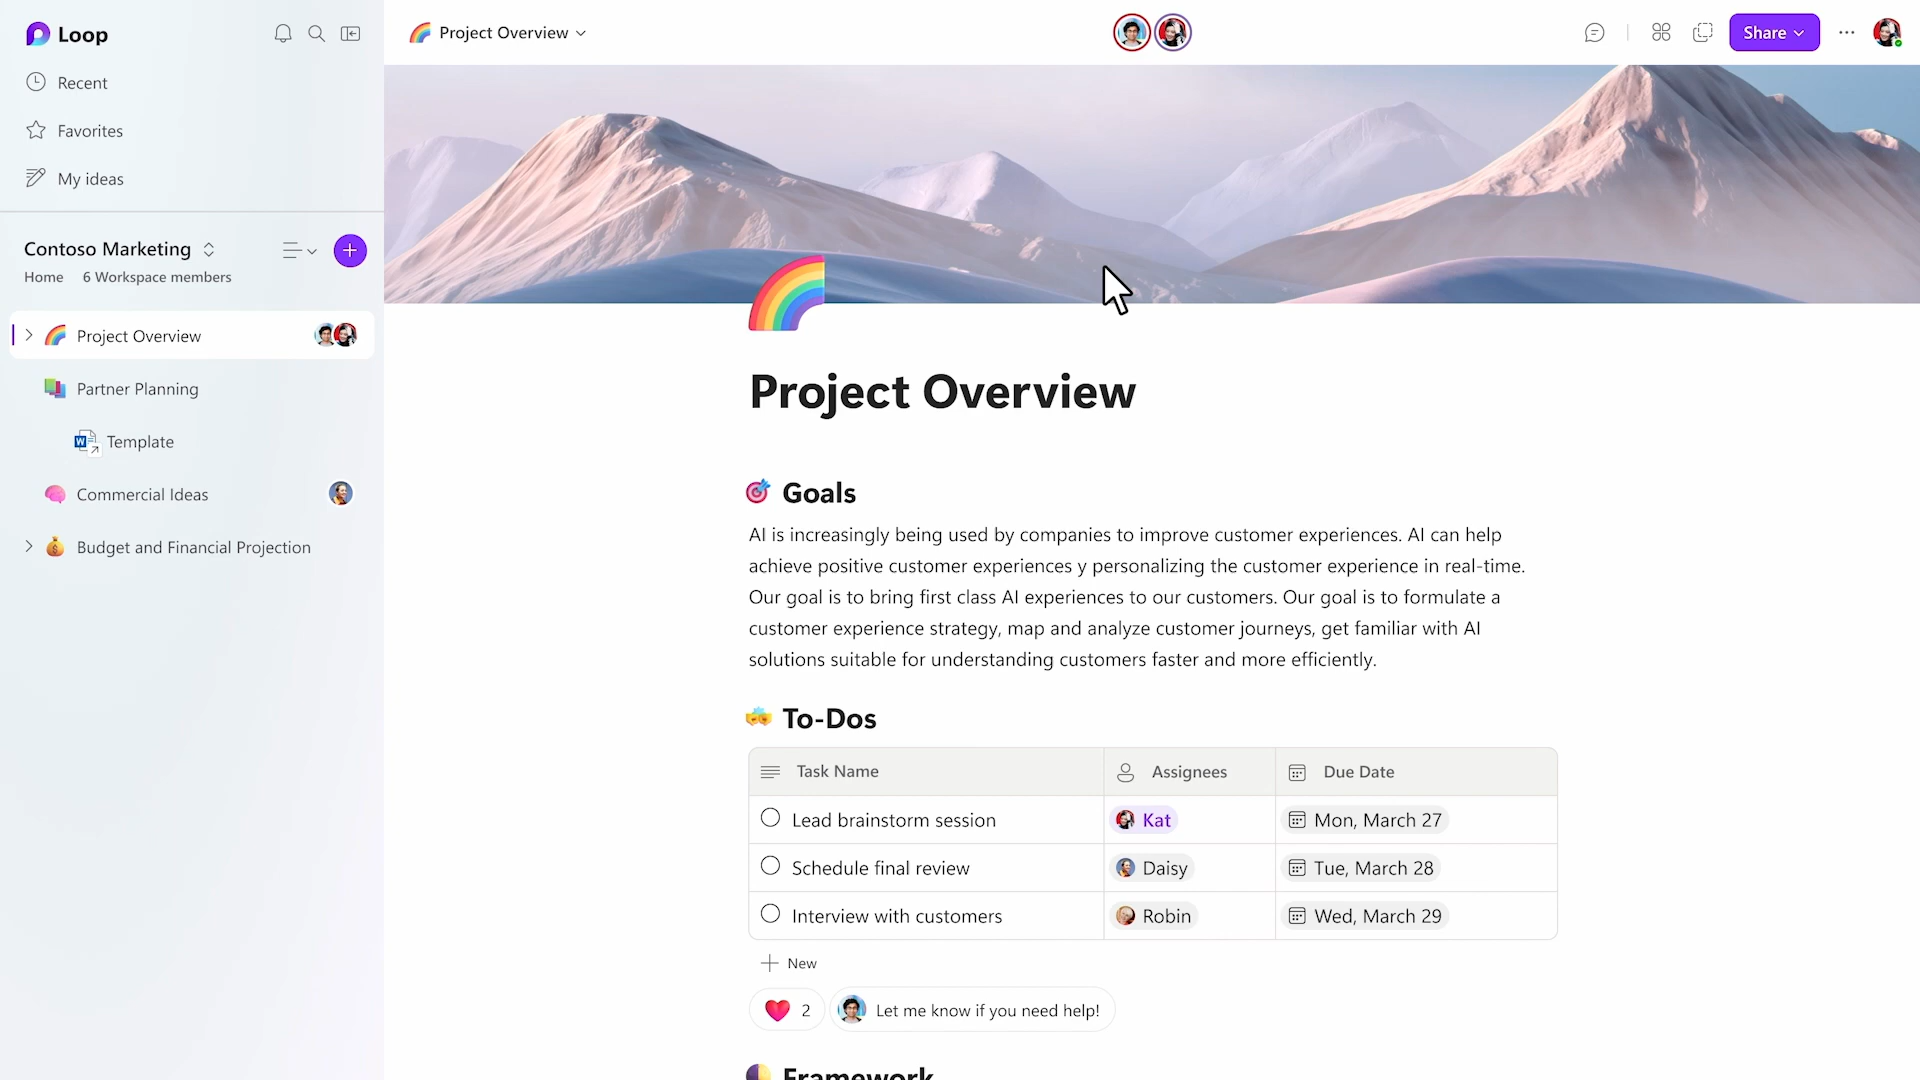 Loop
Recent
Favorites
My ideas
Contoso Marketing
Home 6 Workspace members
Project Overview
Partner Planning
Template
Commercial Ideas
Budget and Financial Projection
Project Overview
Share
Project Overview
Goals
AI is increasingly being used by companies to improve customer experiences. AI can help
achieve positive customer experiences y personalizing the customer experience in real-time.
Our goal is to bring first class AI experiences to our customers. Our goal is to formulate a
customer experience strategy, map and analyze customer journeys, get familiar with AI
solutions suitable for understanding customers faster and more efficiently.
To-Dos
Task Name Assignees Due Date
Lead brainstorm session Kat Mon, March 27
Schedule final review Daisy Tue, March 28
Interview with customers Robin Wed, March 29
New
2 Let me know if you need help!
Framework